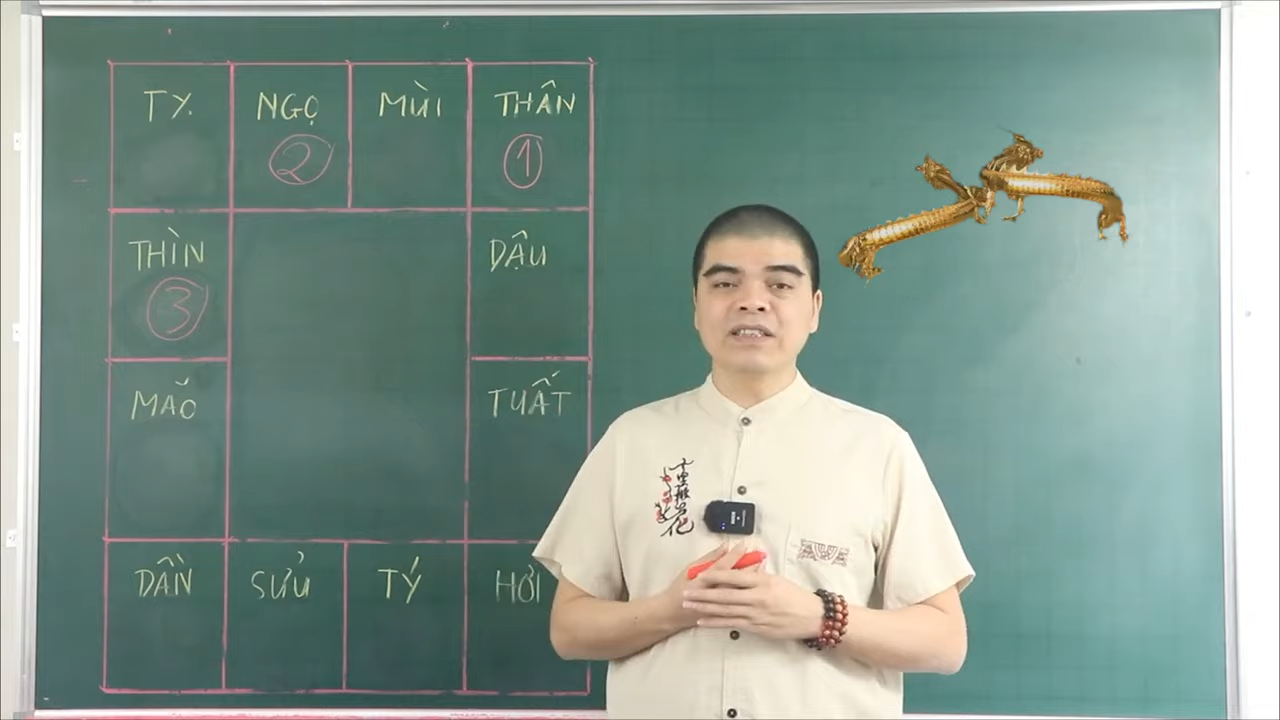 TỴ NGỌ MÙI THÂN
2 1
THÌN DẬU
3
MÃO TUẤT
DẦN SỬU TÝ HỢI